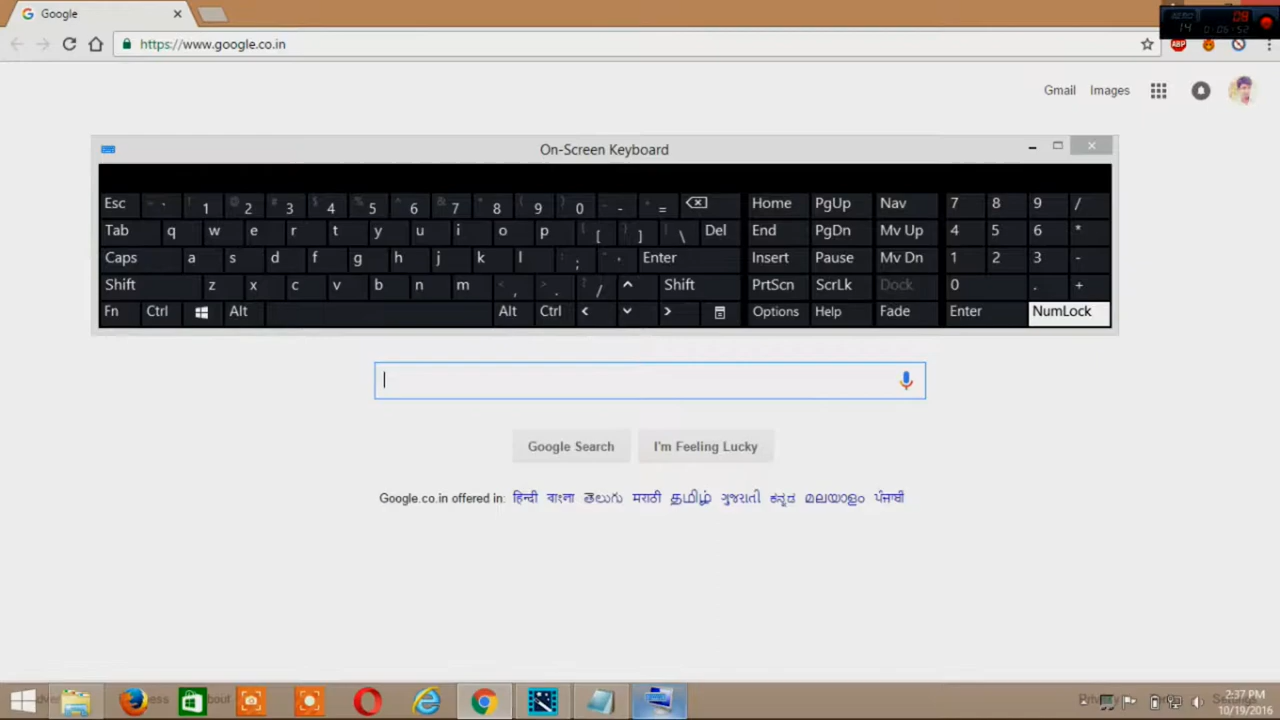 Google
https://www.google.co.in
ABP
Gmail Images
On-Screen Keyboard
Esc ` ! 1 @ 2 # 3 $ 4 % 5 ^ 6 & 7 * 8 ( 9 ) 0 _ - + = Home PgUp Nav 7 8 9 /
Tab q w e r t y u i o p { [ } ] | \ Del End PgDn Mv Up 4 5 6 *
Caps a s d f g h j k l : ; Enter Insert Pause Mv Dn 1 2 3 -
Shift z x c v b n m < , > . ? / ^ Shift PrtScn ScrLk Dock 0 . +
Fn Ctrl Alt Alt Ctrl < > Options Help Fade Enter NumLock
Google Search I'm Feeling Lucky
Google.co.in offered in: हिन्दी বাংলা తెలుగు मराठी தமிழ் ગુજરાતી ಕನ್ನಡ മലയാളം ਪੰਜਾਬੀ
2:37 PM
10/19/2016